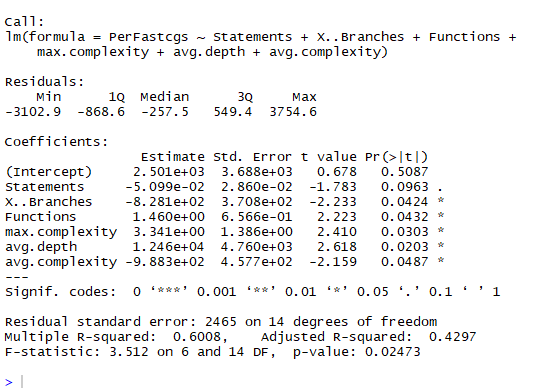 Call:
lm(formula = PerFastcgs ~ Statements + X..Branches + Functions +
    max.complexity + avg.depth + avg.complexity)
Residuals:
    Min      1Q  Median      3Q     Max
-3102.9  -868.6  -257.5   549.4  3754.6
Coefficients:
                 Estimate Std. Error t value Pr(>|t|)
(Intercept)     2.501e+03  3.688e+03   0.678   0.5087
Statements     -5.099e-02  2.860e-02  -1.783   0.0963 .
X..Branches    -8.281e+02  3.708e+02  -2.233   0.0424 *
Functions       1.460e+00  6.566e-01   2.223   0.0432 *
max.complexity  3.341e+00  1.386e+00   2.410   0.0303 *
avg.depth       1.246e+04  4.760e+03   2.618   0.0203 *
avg.complexity -9.883e+02  4.577e+02  -2.159   0.0487 *
---
Signif. codes:  0 ‘***’ 0.001 ‘**’ 0.01 ‘*’ 0.05 ‘.’ 0.1 ‘ ’ 1
Residual standard error: 2465 on 14 degrees of freedom
Multiple R-squared:  0.6008,    Adjusted R-squared:  0.4297
F-statistic: 3.512 on 6 and 14 DF,  p-value: 0.02473
>